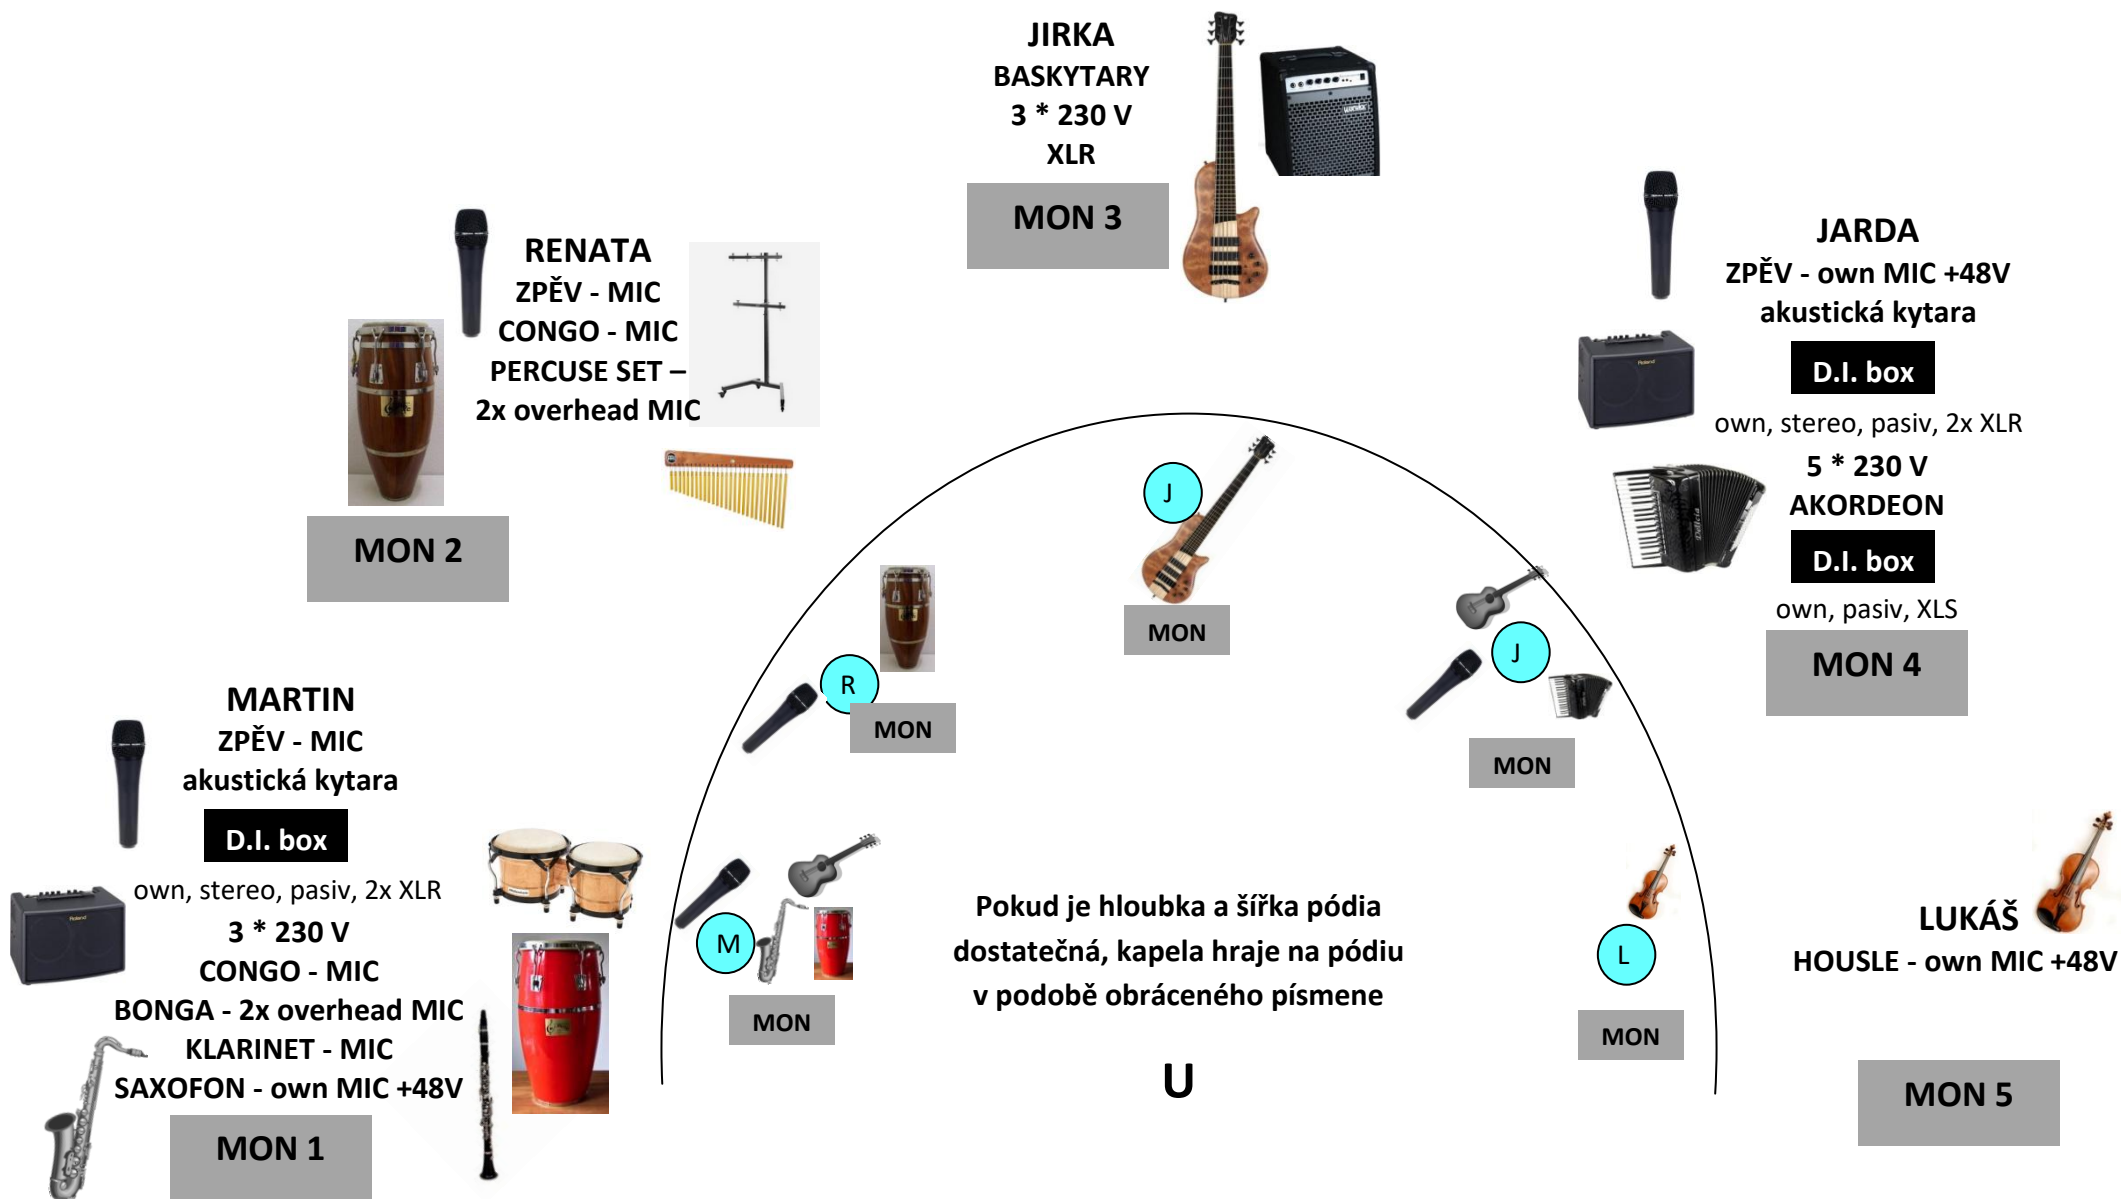 JIRKA
BASKYTARY
3 * 230 V
XLR
MON 3
RENATA
ZPĚV - MIC
CONGO - MIC
PERCUSE SET –
2x overhead MIC
MON 2
JARDA
ZPĚV - own MIC +48V
akustická kytara
D.I. box
own, stereo, pasiv, 2x XLR
5 * 230 V
AKORDEON
D.I. box
own, pasiv, XLS
MON 4
Roland
Delicia
MARTIN
ZPĚV - MIC
akustická kytara
D.I. box
own, stereo, pasiv, 2x XLR
3 * 230 V
CONGO - MIC
BONGA - 2x overhead MIC
KLARINET - MIC
SAXOFON - own MIC +48V
MON 1
Roland
J
MON
R
MON
J
MON
M
MON
L
MON
Pokud je hloubka a šířka pódia
dostatečná, kapela hraje na pódiu
v podobě obráceného písmene
U
LUKÁŠ
HOUSLE - own MIC +48V
MON 5